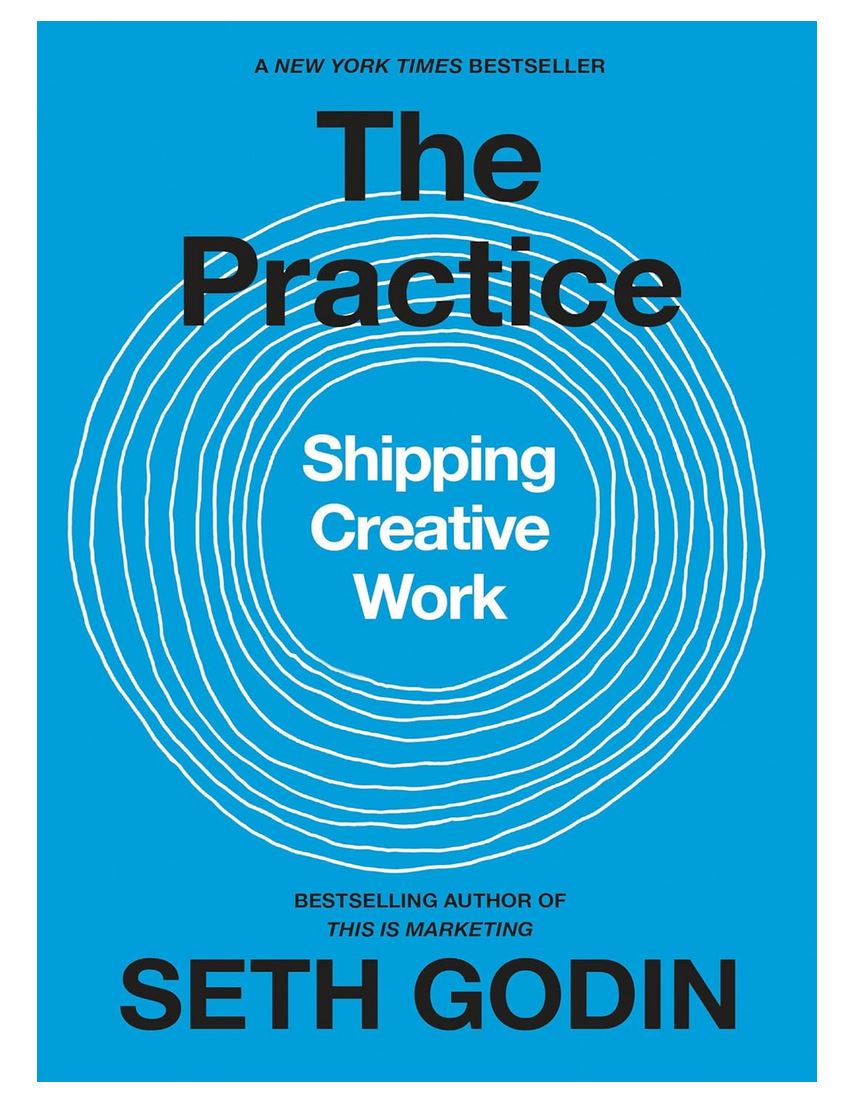 A NEW YORK TIMES BESTSELLER
The
Practice
Shipping
Creative
Work
BESTSELLING AUTHOR OF
THIS IS MARKETING
SETH GODIN